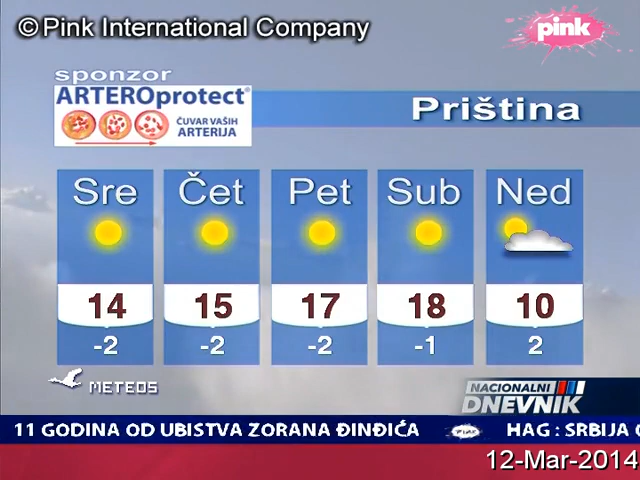 ©Pink International Company
pink
sponzor
ARTEROprotect®
ČUVAR VAŠIH
ARTERIJA
Priština
Sre Čet Pet Sub Ned
14 15 17 18 10
-2 -2 -2 -1 2
METEOS
NACIONALNI
DNEVNIK
11 GODINA OD UBISTVA ZORANA ĐINĐIĆA PINK HAG : SRBIJA
12-Mar-2014